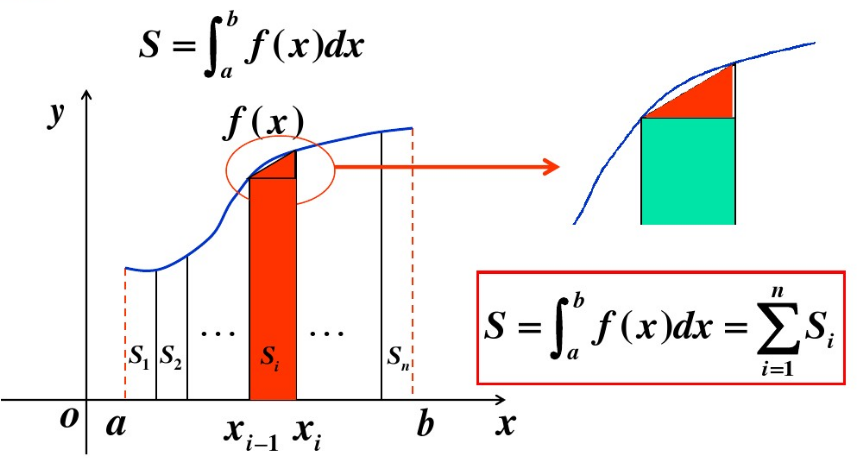 S = ∫_a^b f(x)dx
y
f(x)
S = ∫_a^b f(x)dx = ∑_{i=1}^n S_i
S_1 S_2 ··· S_i ··· S_n
o a x_{i-1} x_i b x